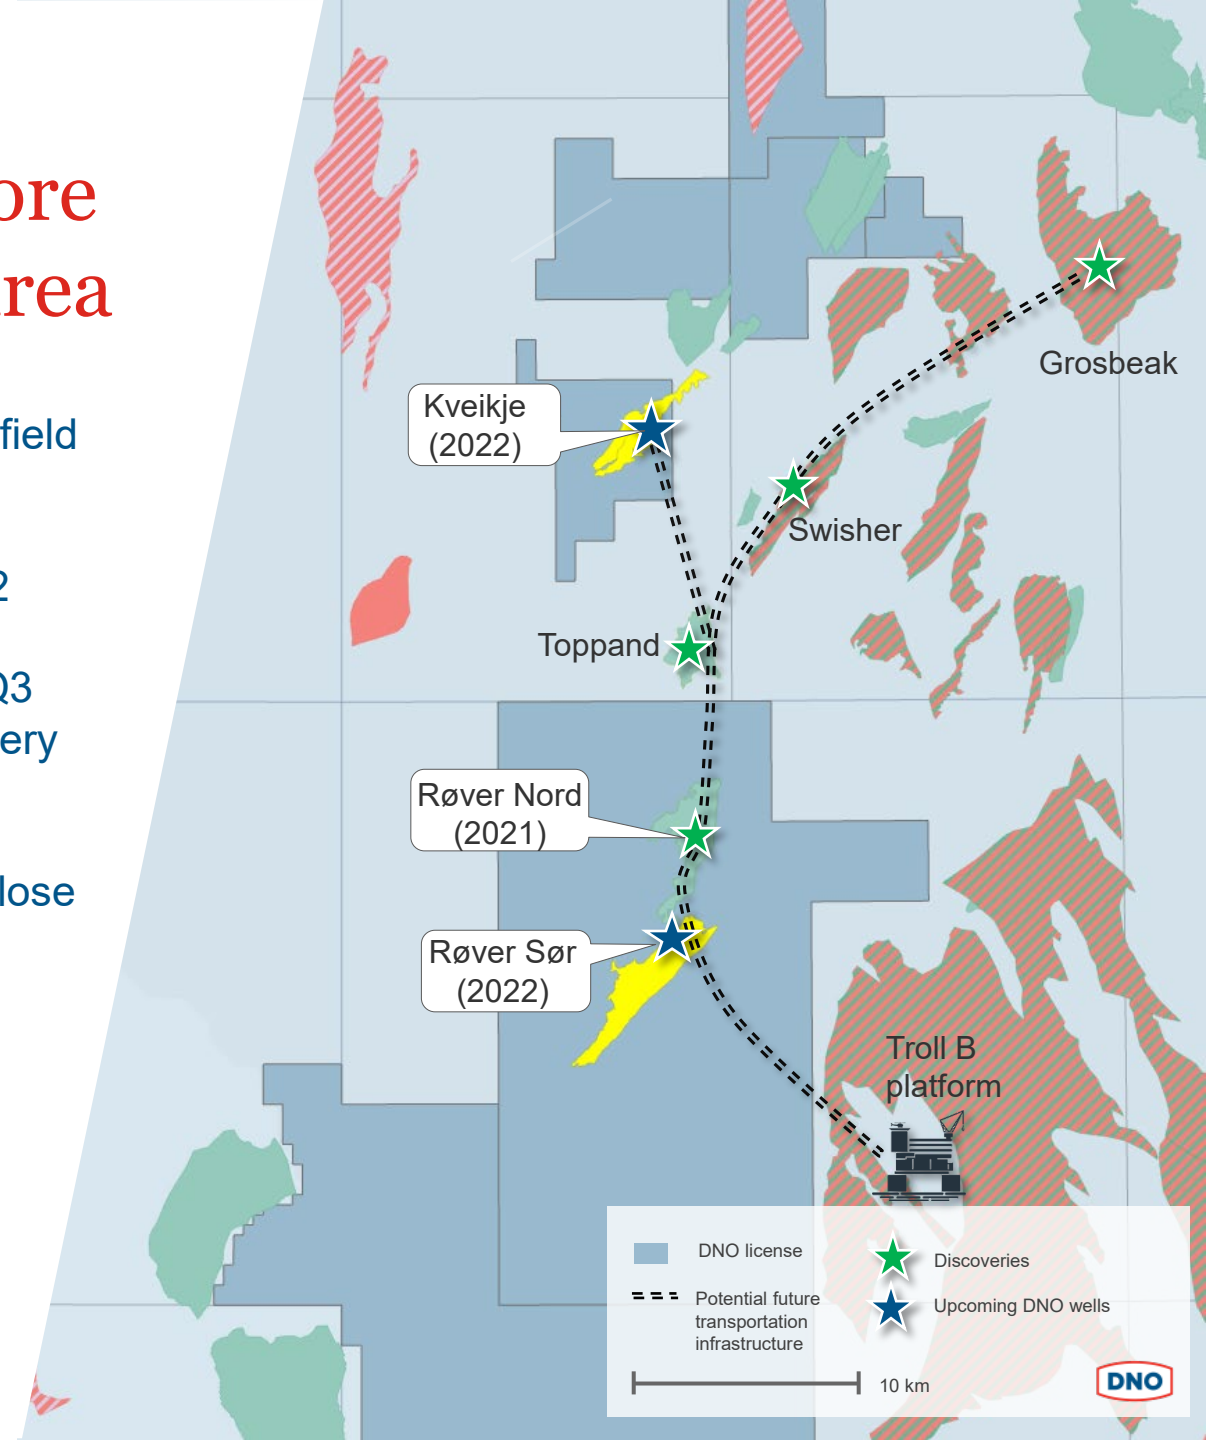 ore
rea
field
2
Q3
ery
lose
Grosbeak
Kveikje
(2022)
Swisher
Toppand
Røver Nord
(2021)
Røver Sør
(2022)
Troll B
platform
DNO license
Potential future
transportation
infrastructure
10 km
Discoveries
Upcoming DNO wells
DNO